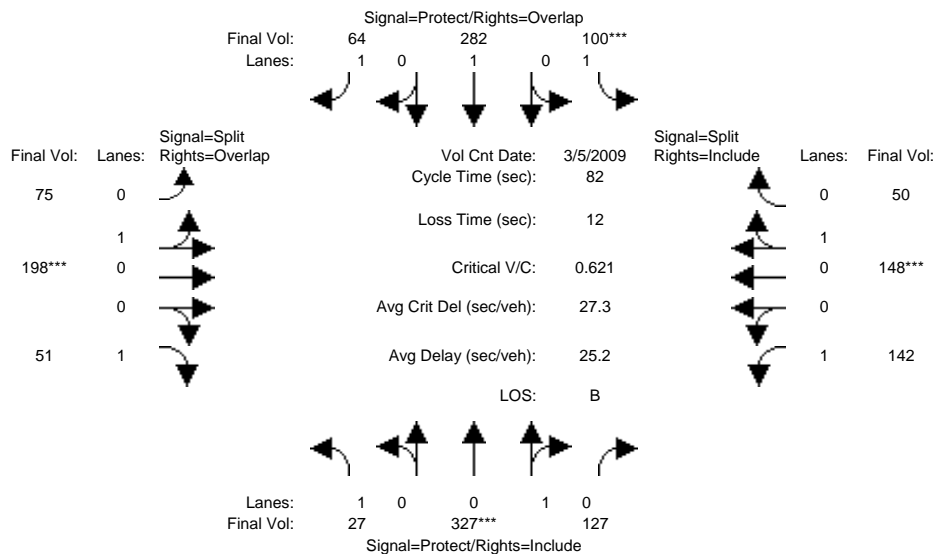 Signal=Protect/Rights=Overlap
Final Vol: 64 282 100***
Lanes: 1 0 1 0 1
Signal=Split
Final Vol: Lanes: Rights=Overlap
Vol Cnt Date: 3/5/2009
Signal=Split
Rights=Include Lanes: Final Vol:
Cycle Time (sec): 82
75 0
0 50
Loss Time (sec): 12
1
1
198*** 0
Critical V/C: 0.621
0 148***
0
Avg Crit Del (sec/veh): 27.3
0
51 1
Avg Delay (sec/veh): 25.2
1 142
LOS: B
Lanes: 1 0 0 1 0
Final Vol: 27 327*** 127
Signal=Protect/Rights=Include